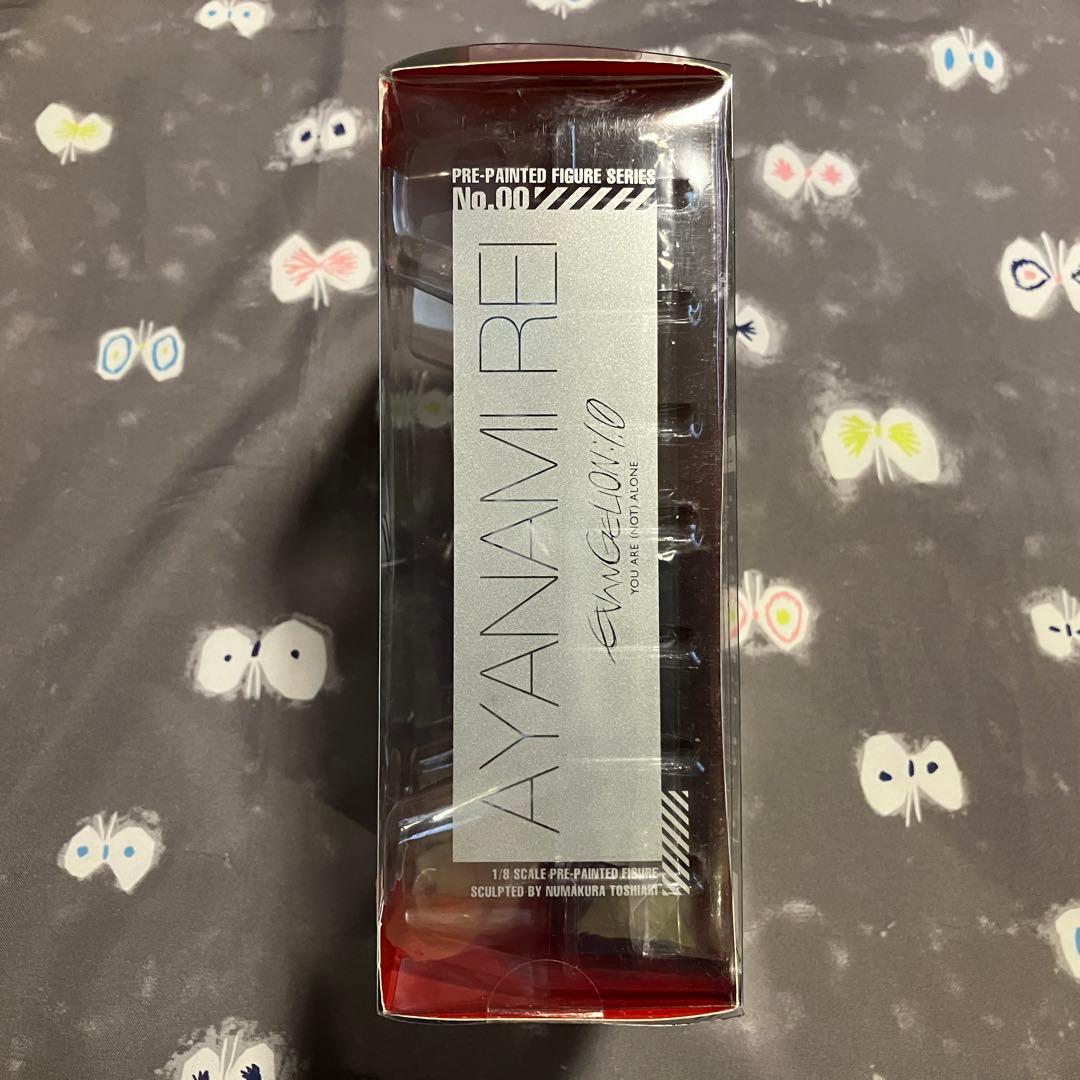 PRE-PAINTED FIGURE SERIES
No.00
AYANAMI REI
EVANGELION:1.0
YOU ARE (NOT) ALONE
1/8 SCALE PRE-PAINTED FIGURE
SCULPTED BY NUMAKURA TOSHIAKI